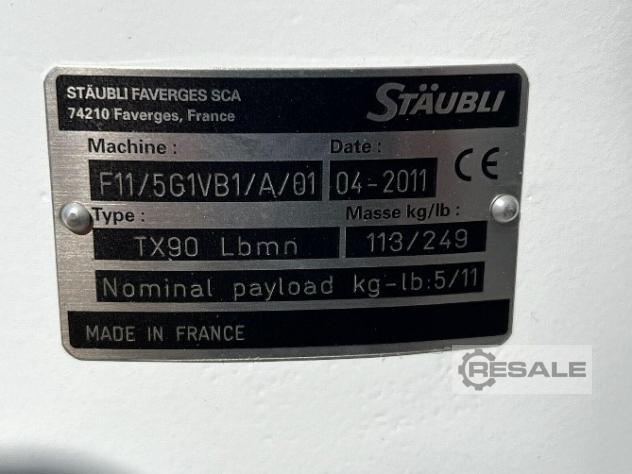 STÄUBLI FAVERGES SCA
74210 Faverges, France
STÄUBLI
Machine : Date :
F11/5G1VB1/A/01 04-2011 CE
Type : Masse kg/lb :
TX90 Lbmn 113/249
Nominal payload kg-lb:5/11
MADE IN FRANCE
RESALE